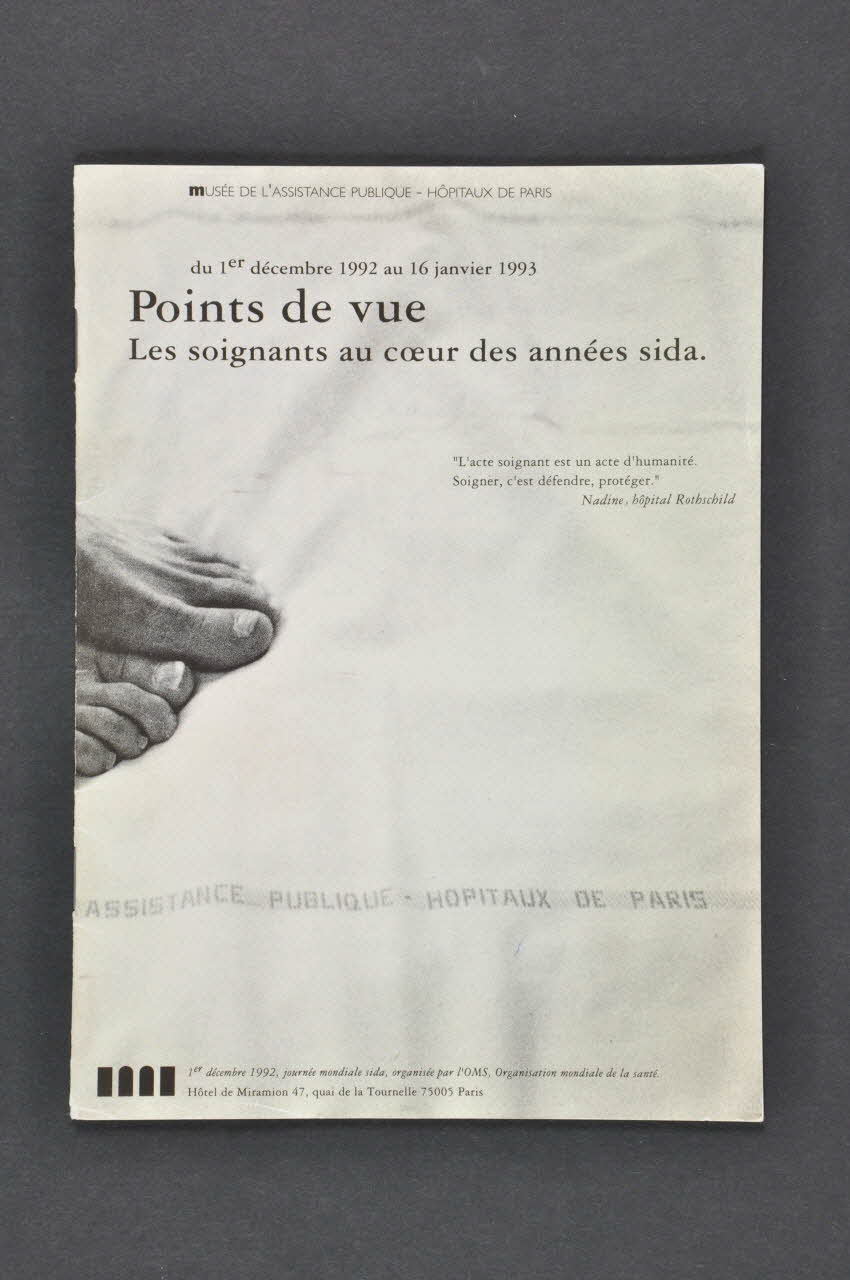 MUSÉE DE L'ASSISTANCE PUBLIQUE - HÔPITAUX DE PARIS
du 1er décembre 1992 au 16 janvier 1993
Points de vue
Les soignants au cœur des années sida.
"L'acte soignant est un acte d'humanité.
Soigner, c'est défendre, protéger."
Nadine, hôpital Rothschild
ASSISTANCE PUBLIQUE - HOPITAUX DE PARIS
1er décembre 1992, journée mondiale sida, organisée par l'OMS, Organisation mondiale de la santé.
Hôtel de Miramion 47, quai de la Tournelle 75005 Paris